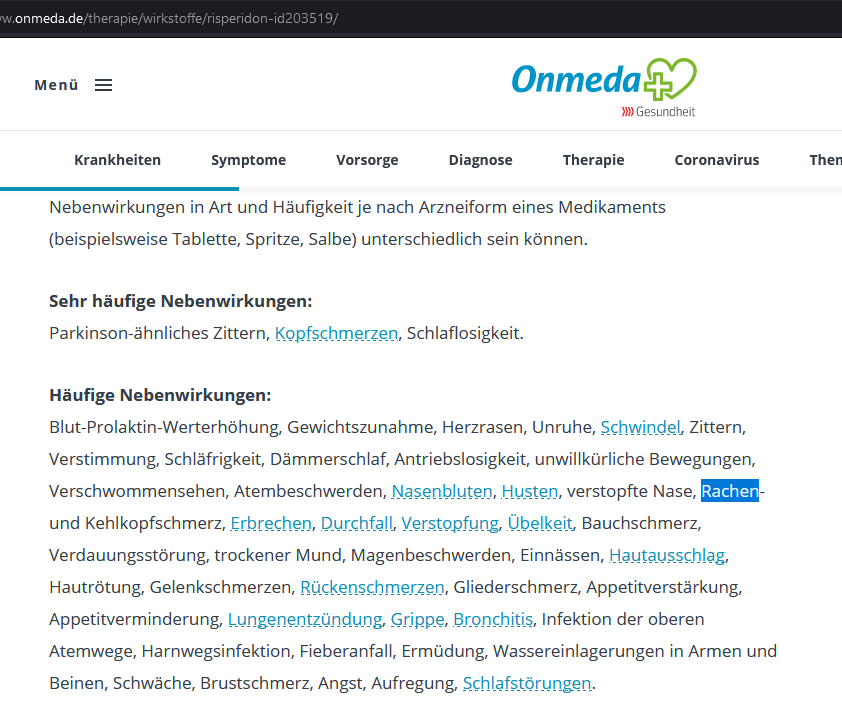 w.onmeda.de/therapie/wirkstoffe/risperidon-id203519/
Menü
Onmeda
Gesundheit
Krankheiten Symptome Vorsorge Diagnose Therapie Coronavirus Them
Nebenwirkungen in Art und Häufigkeit je nach Arzneiform eines Medikaments
(beispielsweise Tablette, Spritze, Salbe) unterschiedlich sein können.
Sehr häufige Nebenwirkungen:
Parkinson-ähnliches Zittern, Kopfschmerzen, Schlaflosigkeit.
Häufige Nebenwirkungen:
Blut-Prolaktin-Werterhöhung, Gewichtszunahme, Herzrasen, Unruhe, Schwindel, Zittern,
Verstimmung, Schläfrigkeit, Dämmerschlaf, Antriebslosigkeit, unwillkürliche Bewegungen,
Verschwommensehen, Atembeschwerden, Nasenbluten, Husten, verstopfte Nase, Rachen-
und Kehlkopfschmerz, Erbrechen, Durchfall, Verstopfung, Übelkeit, Bauchschmerz,
Verdauungsstörung, trockener Mund, Magenbeschwerden, Einnässen, Hautausschlag,
Hautrötung, Gelenkschmerzen, Rückenschmerzen, Gliederschmerz, Appetitverstärkung,
Appetitverminderung, Lungenentzündung, Grippe, Bronchitis, Infektion der oberen
Atemwege, Harnwegsinfektion, Fieberanfall, Ermüdung, Wassereinlagerungen in Armen und
Beinen, Schwäche, Brustschmerz, Angst, Aufregung, Schlafstörungen.